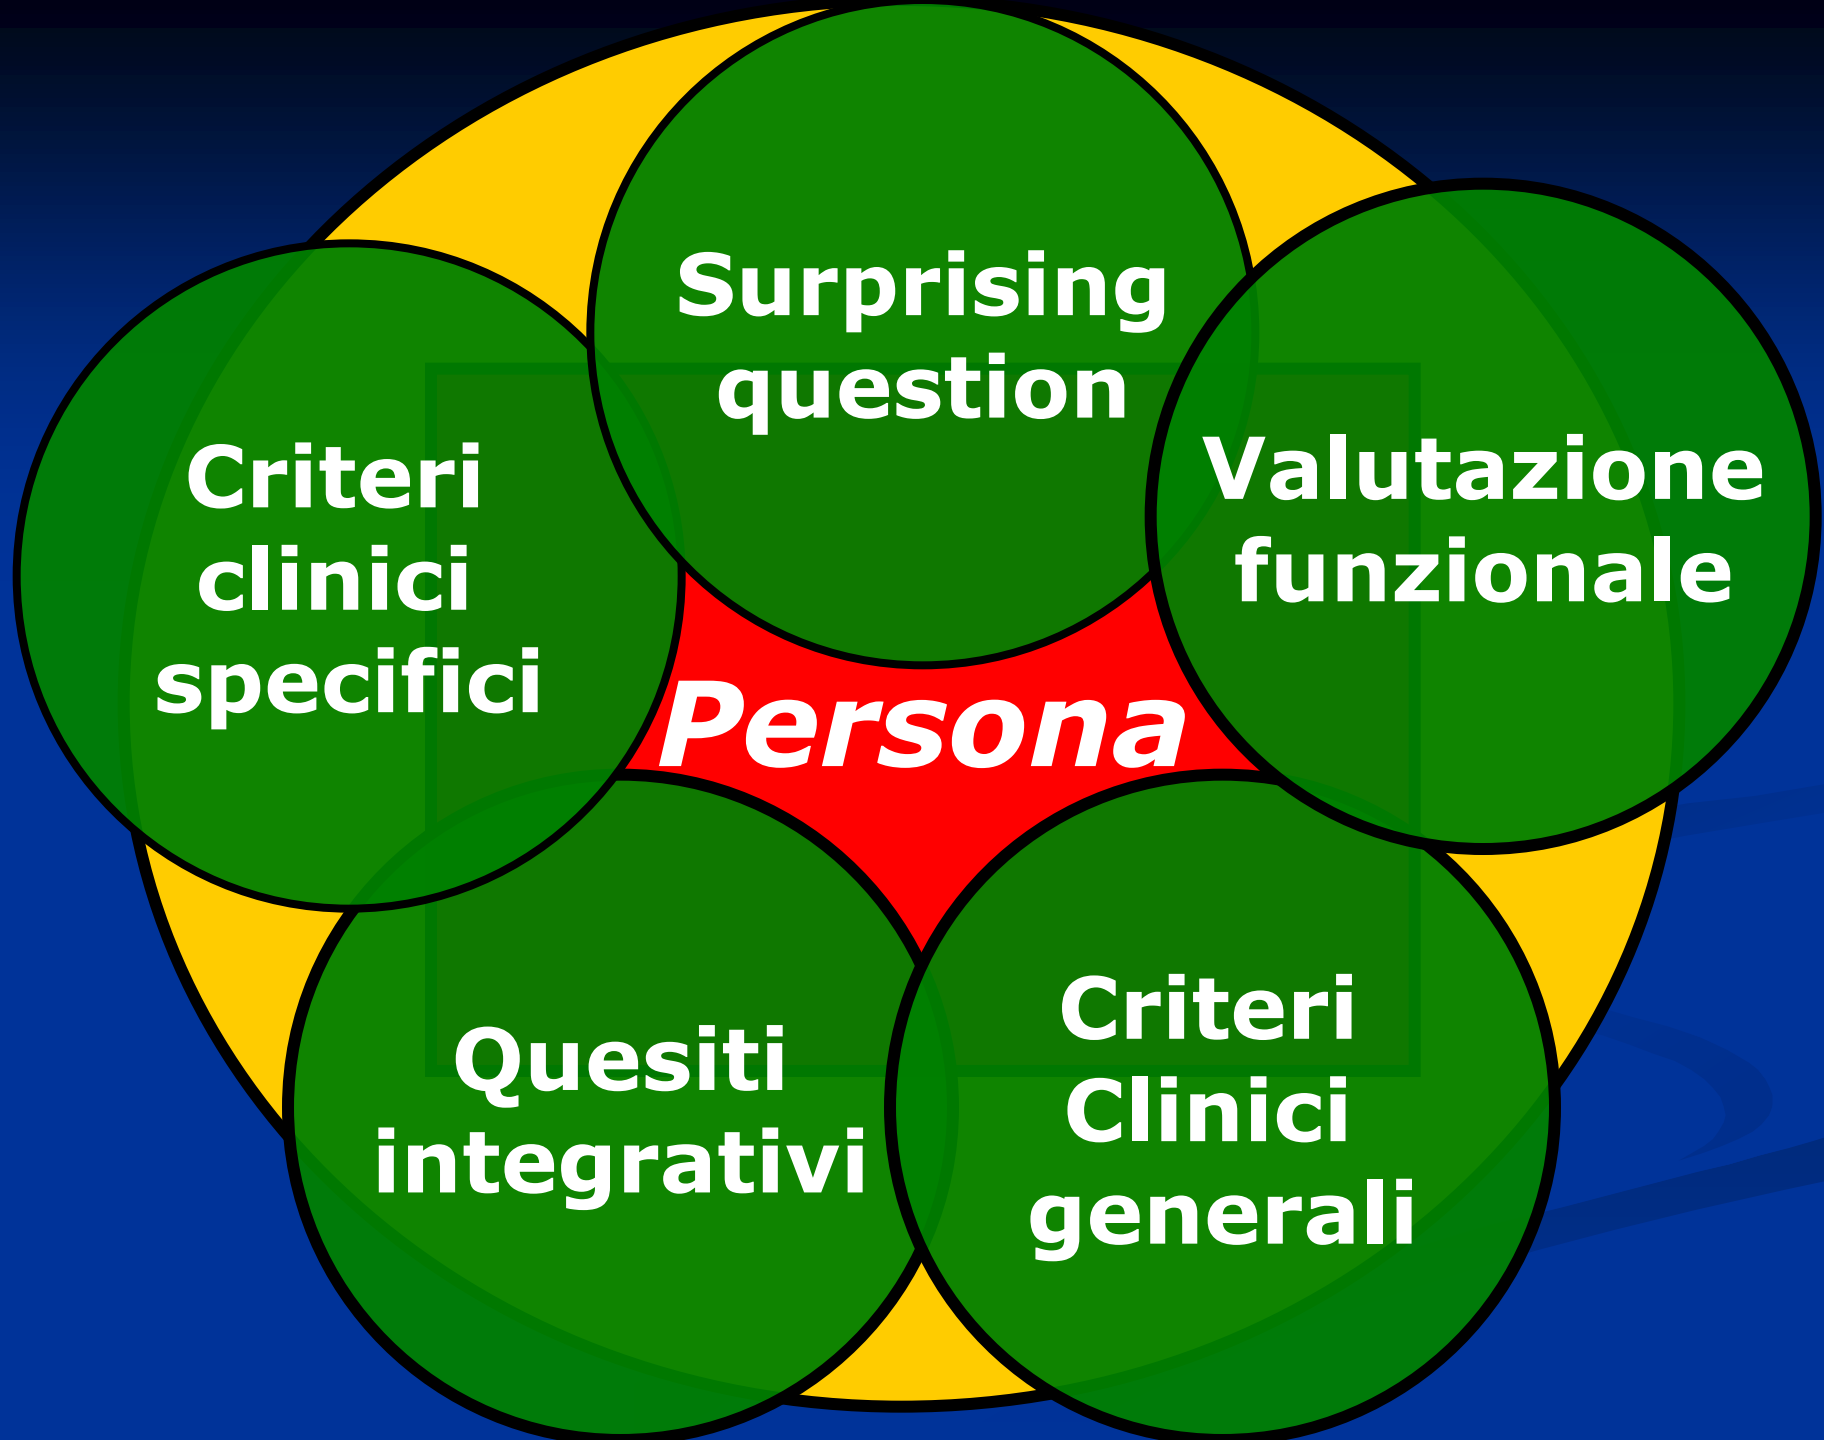 Surprising
question
Valutazione
funzionale
Criteri
clinici
specifici
Persona
Quesiti
integrativi
Criteri
Clinici
generali